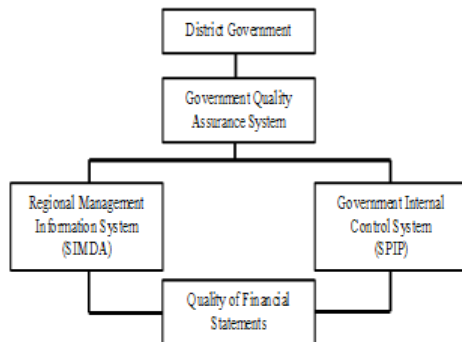 District Government
Government Quality
Assurance System
Regional Management
Information System
(SIMDA)
Government Internal
Control System
(SPIP)
Quality of Financial
Statements